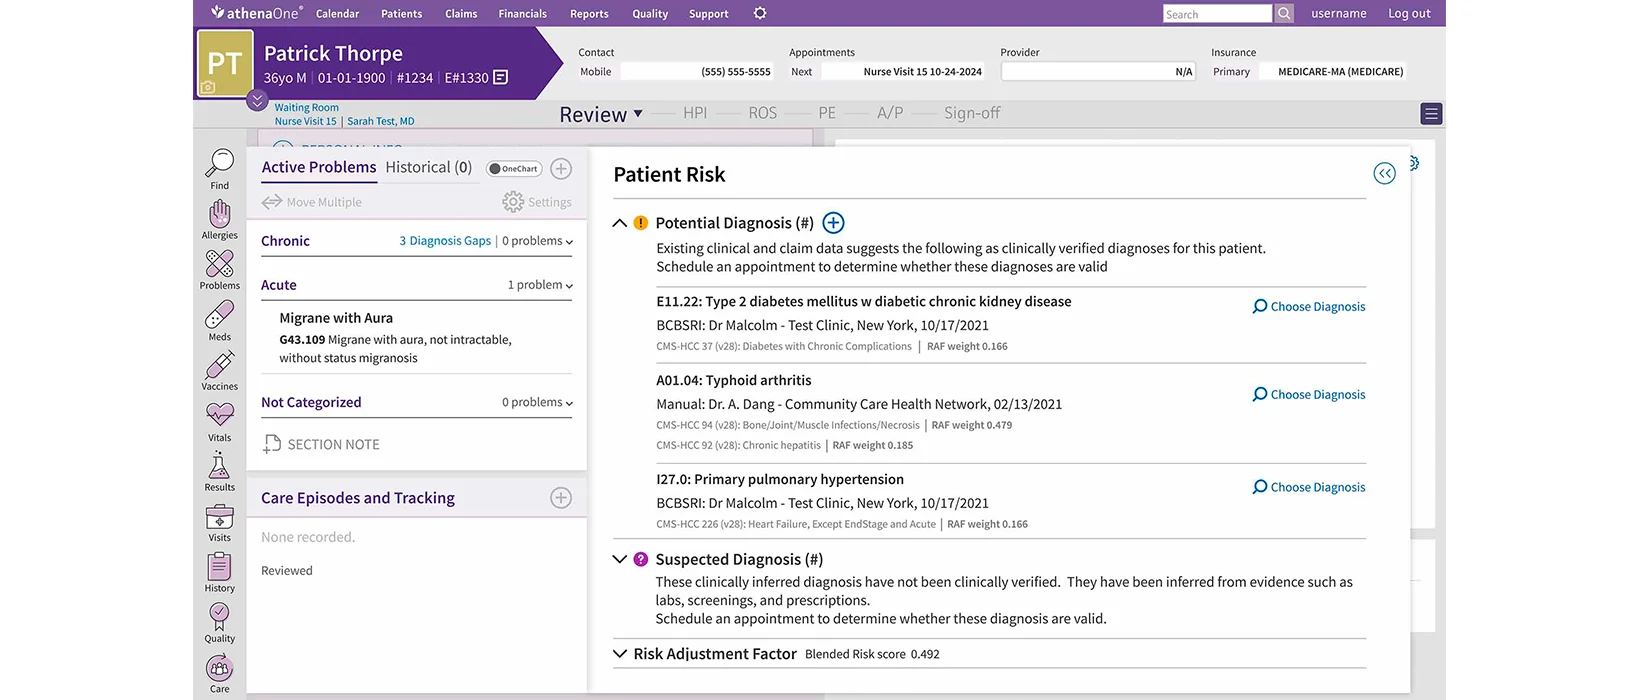 athenaOne® Calendar Patients Claims Financials Reports Quality Support Search username Log out
PT
Patrick Thorpe
36yo M | 01-01-1900 | #1234 | E#1330
Contact
Mobile (555) 555-5555
Appointments
Next Nurse Visit 15 10-24-2024
Provider
N/A
Insurance
Primary MEDICARE-MA (MEDICARE)
Waiting Room
Nurse Visit 15 | Sarah Test, MD
Review HPI ROS PE A/P Sign-off
Find
Allergies
Problems
Meds
Vaccines
Vitals
Results
Visits
History
Quality
Care
PERSONAL INFO
Active Problems Historical (0) OneChart
Move Multiple Settings
Chronic 3 Diagnosis Gaps | 0 problems
Acute 1 problem
Migrane with Aura
G43.109 Migrane with aura, not intractable,
without status migranosis
Not Categorized 0 problems
SECTION NOTE
Care Episodes and Tracking
None recorded.
Reviewed
Patient Risk
Potential Diagnosis (#)
Existing clinical and claim data suggests the following as clinically verified diagnoses for this patient.
Schedule an appointment to determine whether these diagnoses are valid
E11.22: Type 2 diabetes mellitus w diabetic chronic kidney disease
Choose Diagnosis
BCBSRI: Dr Malcolm - Test Clinic, New York, 10/17/2021
CMS-HCC 37 (v28): Diabetes with Chronic Complications | RAF weight 0.166
A01.04: Typhoid arthritis
Choose Diagnosis
Manual: Dr. A. Dang - Community Care Health Network, 02/13/2021
CMS-HCC 94 (v28): Bone/Joint/Muscle Infections/Necrosis | RAF weight 0.479
CMS-HCC 92 (v28): Chronic hepatitis | RAF weight 0.185
I27.0: Primary pulmonary hypertension
Choose Diagnosis
BCBSRI: Dr Malcolm - Test Clinic, New York, 10/17/2021
CMS-HCC 226 (v28): Heart Failure, Except EndStage and Acute | RAF weight 0.166
Suspected Diagnosis (#)
These clinically inferred diagnosis have not been clinically verified. They have been inferred from evidence such as
labs, screenings, and prescriptions.
Schedule an appointment to determine whether these diagnosis are valid.
Risk Adjustment Factor Blended Risk score 0.492